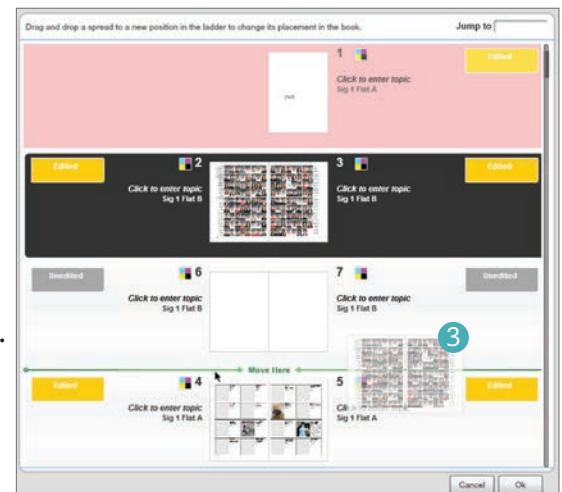 Drag and drop a spread to a new position in the ladder to change its placement in the book.
Jump to
1
Edited
Click to enter topic
Sig 1 Flat A
Edited
2
3
Edited
Click to enter topic
Sig 1 Flat B
Click to enter topic
Sig 1 Flat B
Unedited
6
7
Unedited
Click to enter topic
Sig 1 Flat B
Click to enter topic
Sig 1 Flat B
3
Move Here
Edited
4
5
Edited
Click to enter topic
Sig 1 Flat A
Sig 1 Flat A
Cancel
Ok